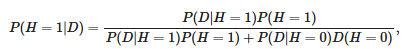 P(H = 1|D) = \frac{P(D|H = 1)P(H = 1)}{P(D|H = 1)P(H = 1) + P(D|H = 0)D(H = 0)},